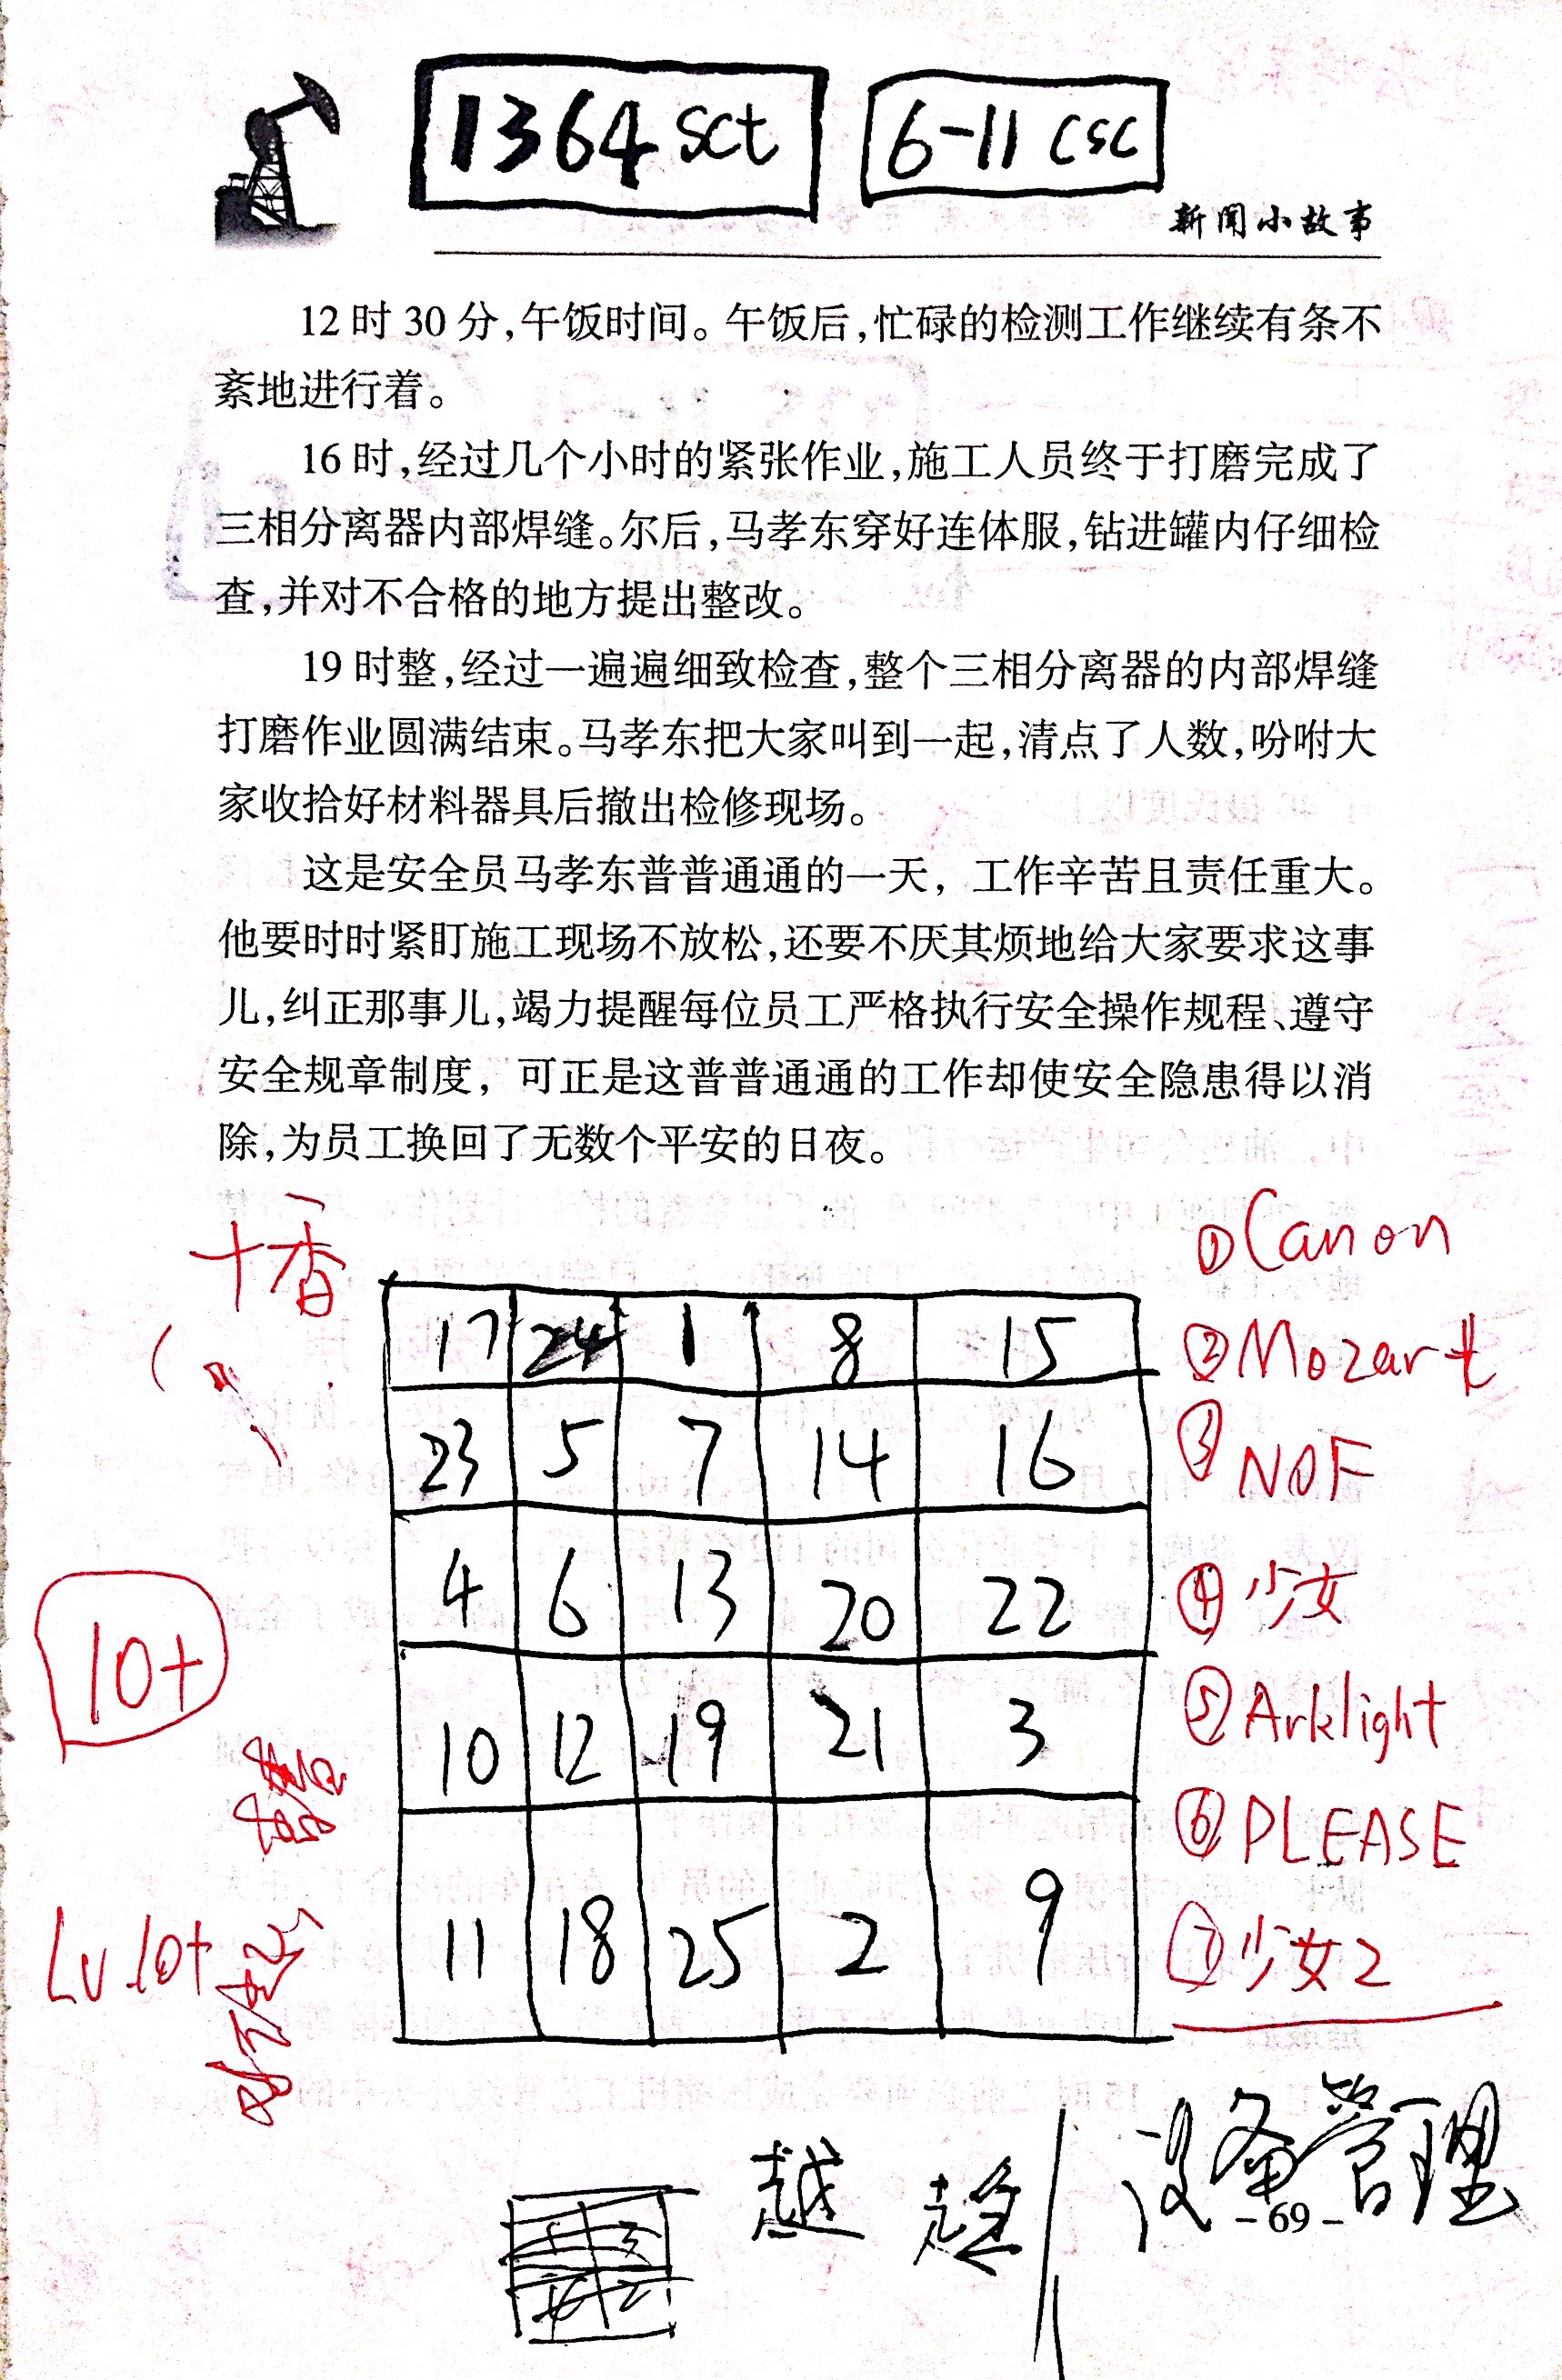 1364 sct 6-11 csc
新闻小故事
12时30分,午饭时间。午饭后,忙碌的检测工作继续有条不
紊地进行着。
16时,经过几个小时的紧张作业,施工人员终于打磨完成了
三相分离器内部焊缝。尔后,马孝东穿好连体服,钻进罐内仔细检
查,并对不合格的地方提出整改。
19时整,经过一遍遍细致检查,整个三相分离器的内部焊缝
打磨作业圆满结束。马孝东把大家叫到一起,清点了人数,吩咐大
家收拾好材料器具后撤出检修现场。
这是安全员马孝东普普通通的一天，工作辛苦且责任重大。
他要时时紧盯施工现场不放松,还要不厌其烦地给大家要求这事
儿,纠正那事儿,竭力提醒每位员工严格执行安全操作规程、遵守
安全规章制度，可正是这普普通通的工作却使安全隐患得以消
除,为员工换回了无数个平安的日夜。
十香
17 24 1 8 15
23 5 7 14 16
4 6 13 20 22
10 12 19 21 3
11 18 25 2 9
①Canon
②Mozart
③NOF
④少女
⑤Arklight
⑥PLEASE
⑦少女2
10+
Lv 10+
越
设备管理
-69-